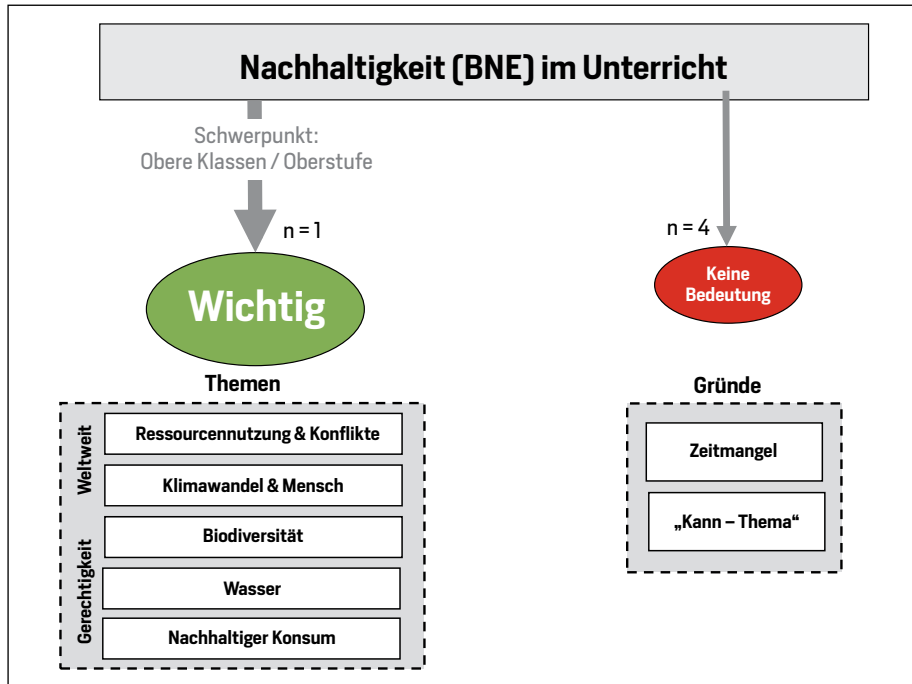 Nachhaltigkeit (BNE) im Unterricht
Schwerpunkt:
Obere Klassen / Oberstufe
n = 1
Wichtig
Themen
Weltweit
Gerechtigkeit
Ressourcennutzung & Konflikte
Klimawandel & Mensch
Biodiversität
Wasser
Nachhaltiger Konsum
n = 4
Keine
Bedeutung
Gründe
Zeitmangel
„Kann – Thema“